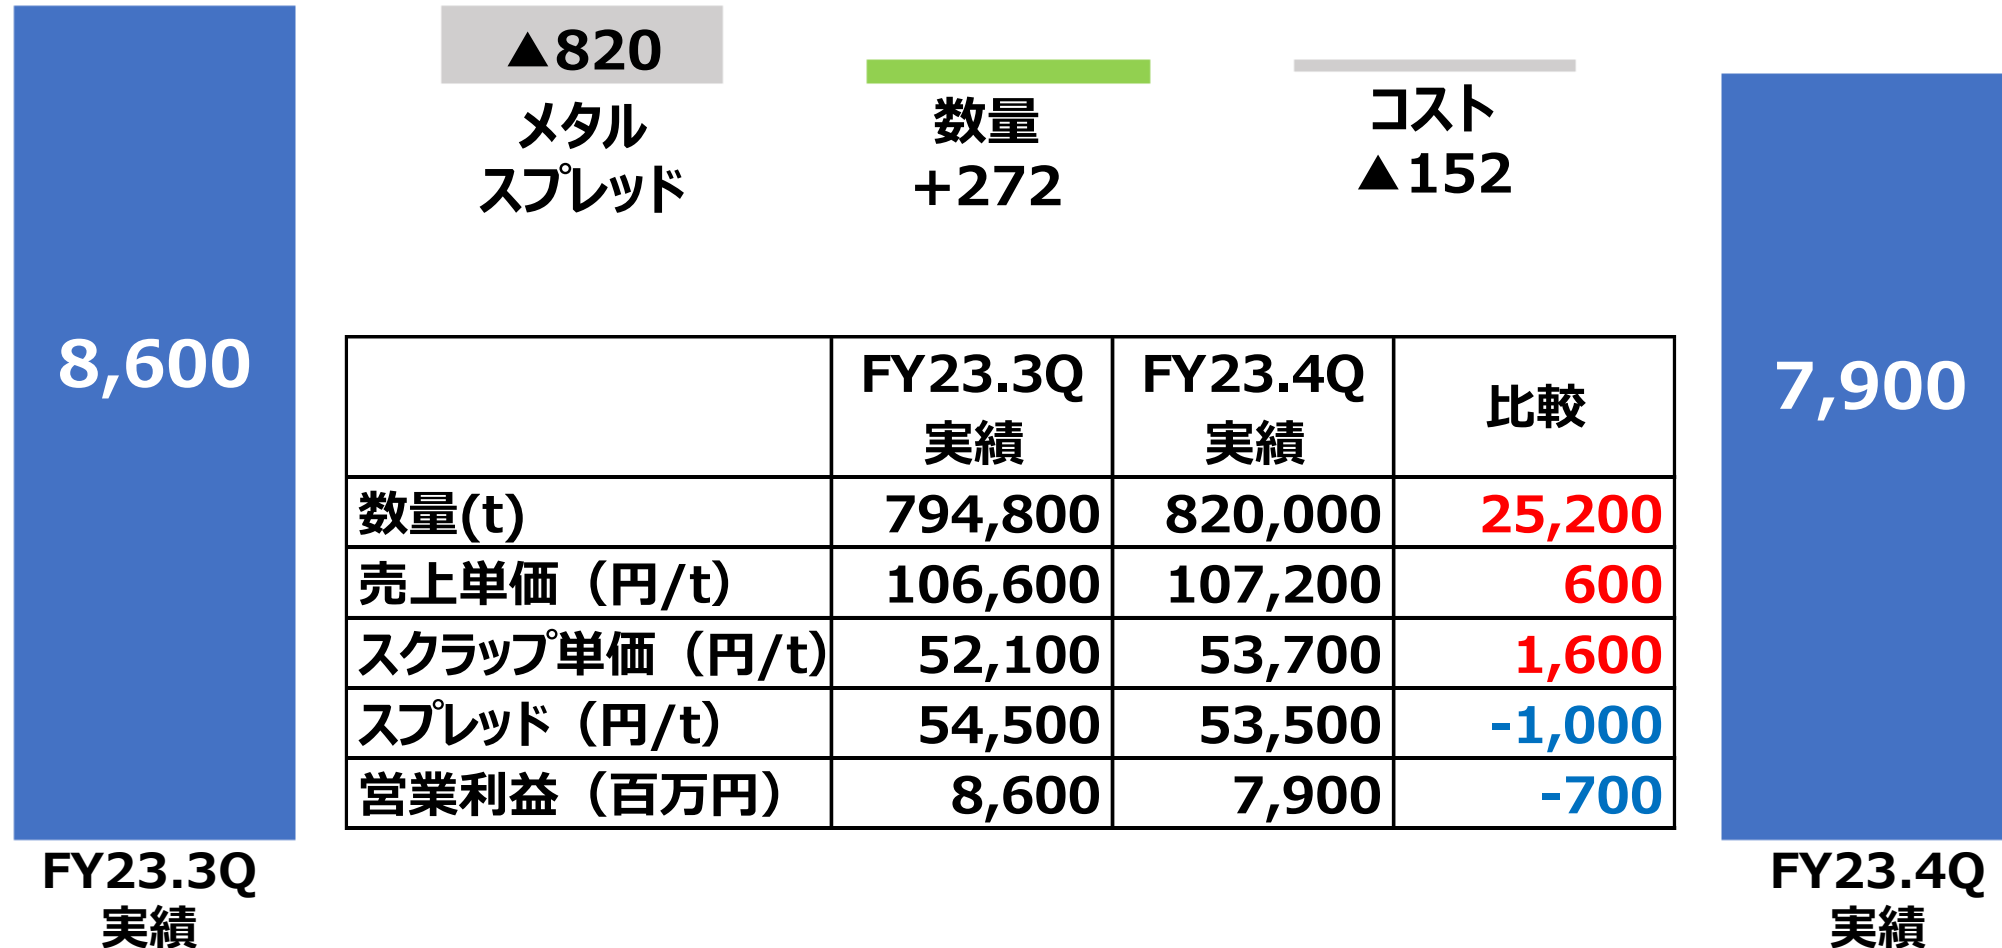 ▲820
メタル
スプレッド
数量
+272
コスト
▲152
8,600
7,900
FY23.3Q
実績
FY23.4Q
実績
比較
数量(t) 794,800 820,000 25,200
売上単価（円/t） 106,600 107,200 600
スクラップ単価（円/t） 52,100 53,700 1,600
スプレッド（円/t） 54,500 53,500 -1,000
営業利益（百万円） 8,600 7,900 -700
FY23.3Q
実績
FY23.4Q
実績